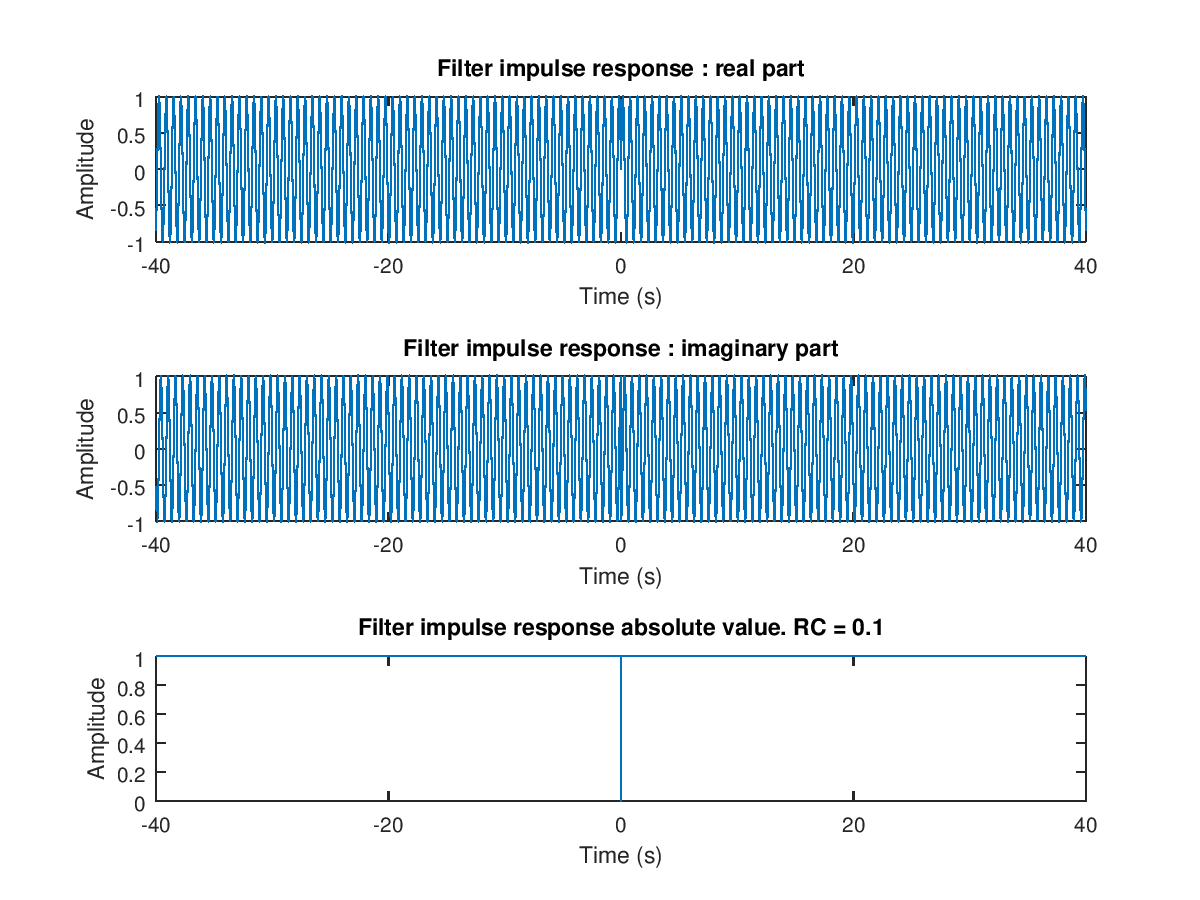 Filter impulse response : real part
1
0.5
0
-0.5
-1
Amplitude
-40 -20 0 20 40
Time (s)
Filter impulse response : imaginary part
1
0.5
0
-0.5
-1
Amplitude
-40 -20 0 20 40
Time (s)
Filter impulse response absolute value. RC = 0.1
1
0.8
0.6
0.4
0.2
0
Amplitude
-40 -20 0 20 40
Time (s)